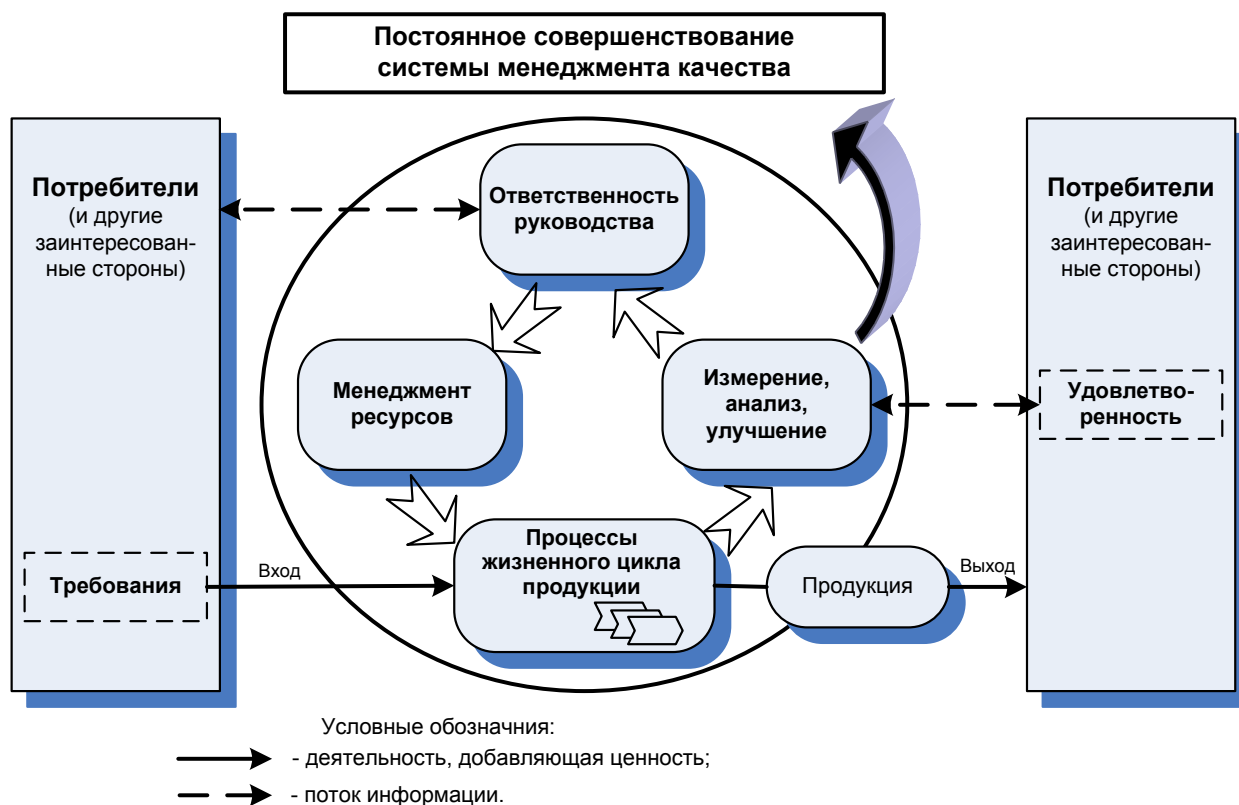 Постоянное совершенствование
системы менеджмента качества
Потребители
(и другие
заинтересован-
ные стороны)
Ответственность
руководства
Потребители
(и другие
заинтересован-
ные стороны)
Менеджмент
ресурсов
Измерение,
анализ,
улучшение
Удовлетво-
ренность
Требования
Вход
Процессы
жизненного цикла
продукции
Продукция
Выход
Условные обозначния:
- деятельность, добавляющая ценность;
- поток информации.